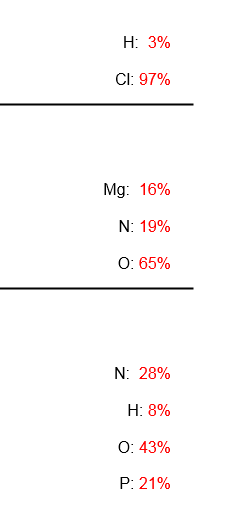 H: 3%
Cl: 97%
Mg: 16%
N: 19%
O: 65%
N: 28%
H: 8%
O: 43%
P: 21%